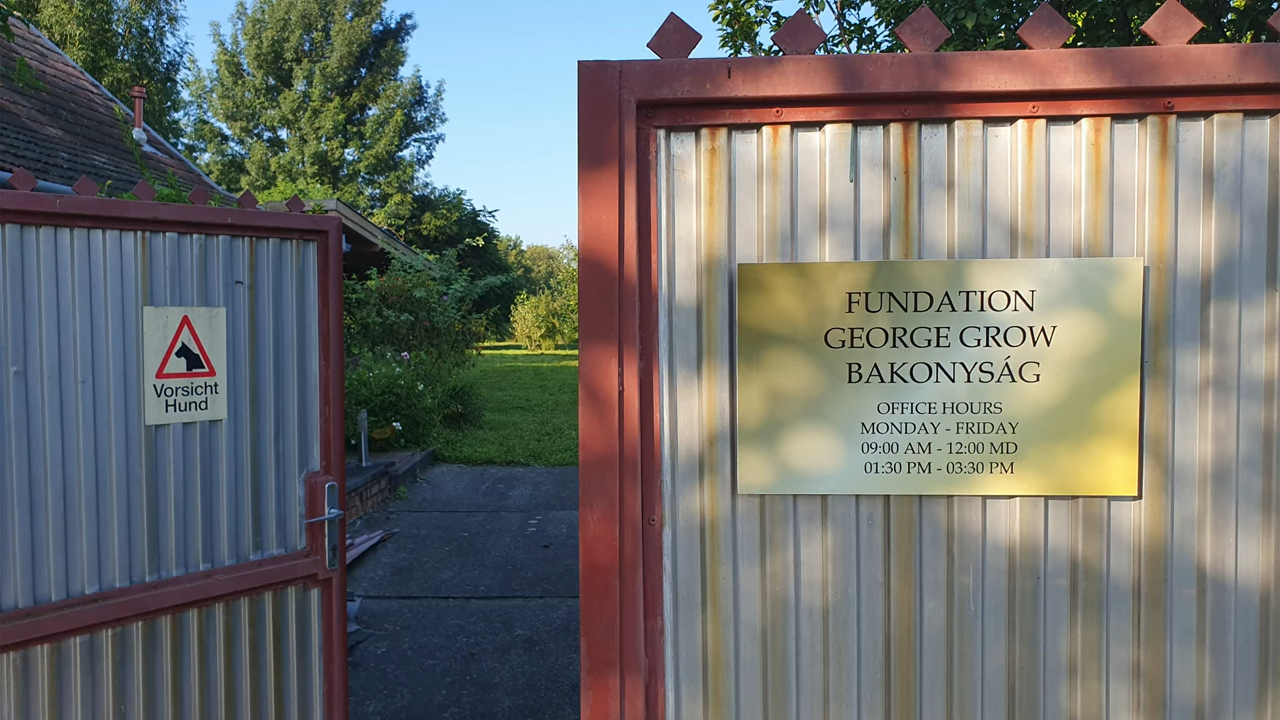 Vorsicht
Hund
FUNDATION
GEORGE GROW
BAKONYSÁG
OFFICE HOURS
MONDAY - FRIDAY
09:00 AM - 12:00 MD
01:30 PM - 03:30 PM